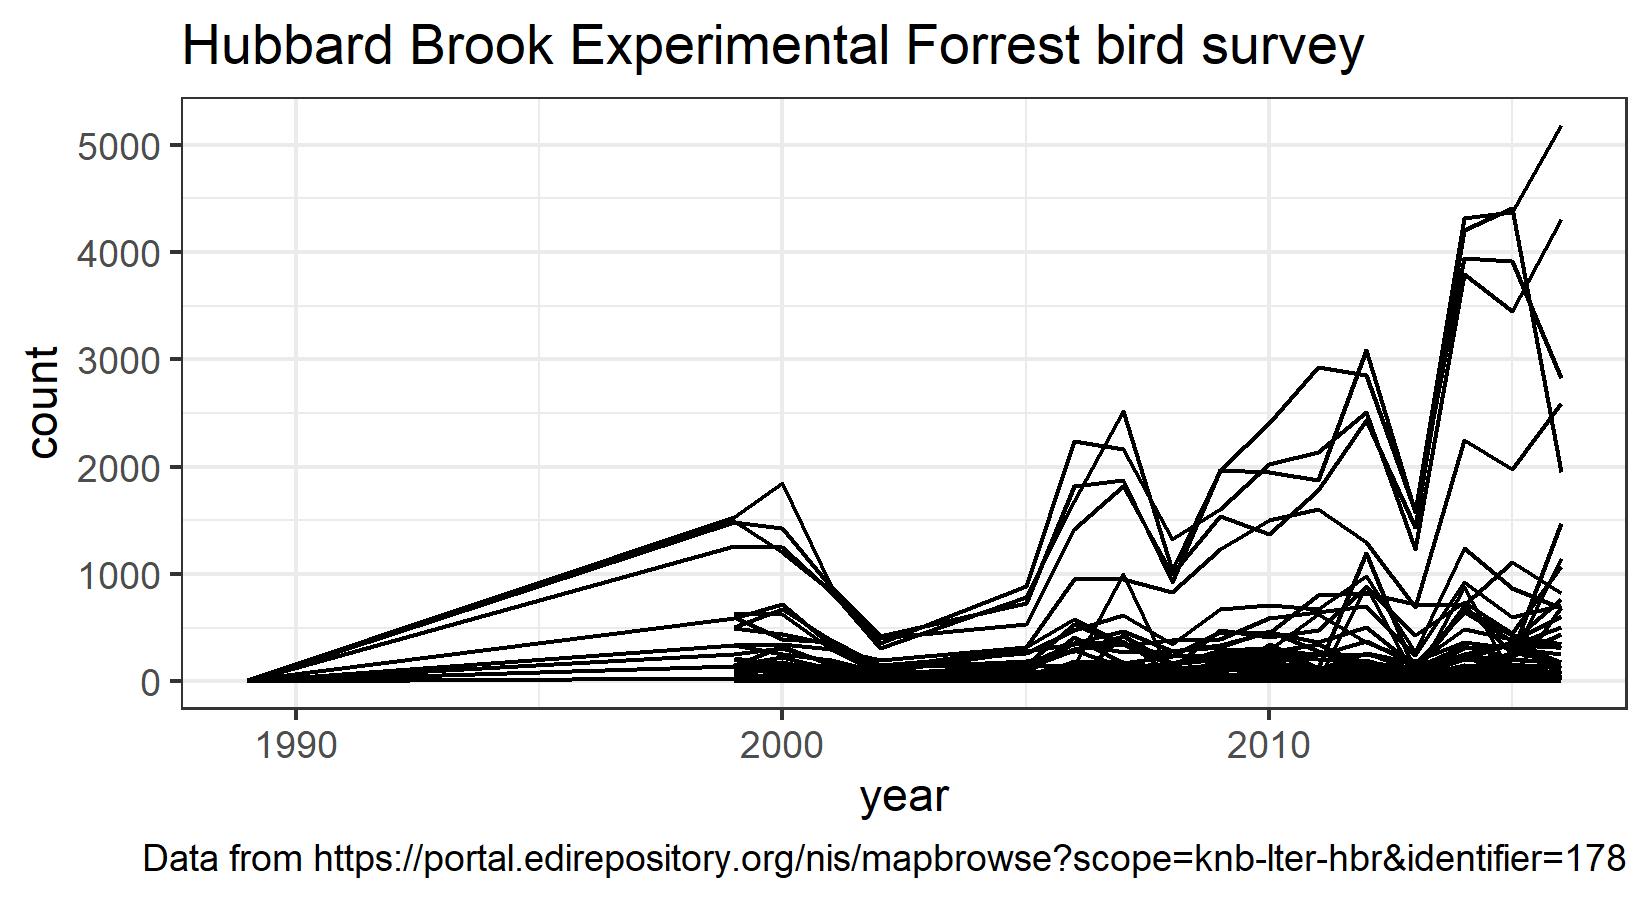 Hubbard Brook Experimental Forrest bird survey
5000
4000
3000
2000
1000
0
count
1990 2000 2010
year
Data from https://portal.edirepository.org/nis/mapbrowse?scope=knb-lter-hbr&identifier=178